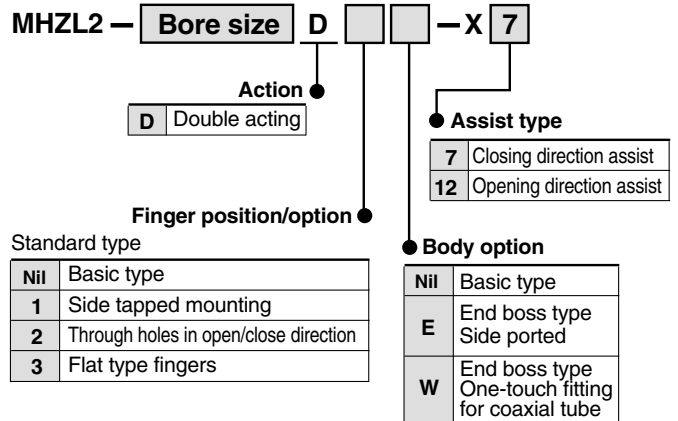 MHZL2 — Bore size D — X 7
Action
D Double acting
Assist type
7 Closing direction assist
12 Opening direction assist
Finger position/option
Standard type
Nil Basic type
1 Side tapped mounting
2 Through holes in open/close direction
3 Flat type fingers
Body option
Nil Basic type
E End boss type
Side ported
W End boss type
One-touch fitting
for coaxial tube